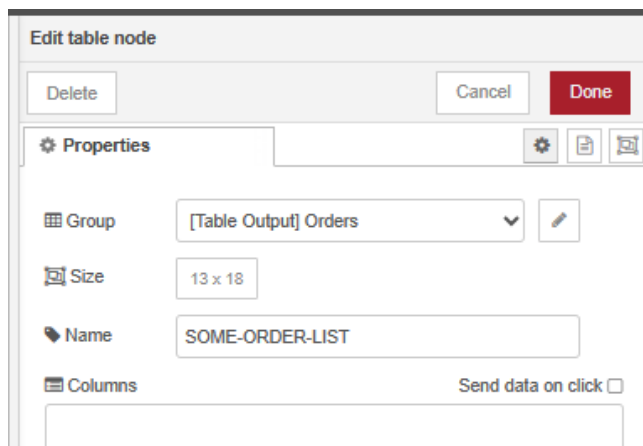 Edit table node
Delete Cancel Done
Properties
Group [Table Output] Orders
Size 13 x 18
Name SOME-ORDER-LIST
Columns Send data on click